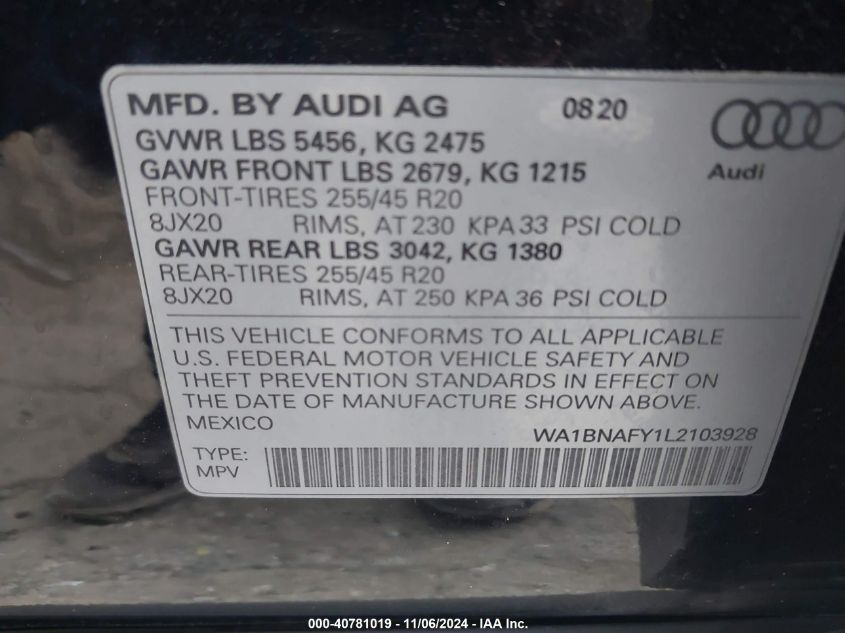 MFD. BY AUDI AG 0820
Audi
GVWR LBS 5456, KG 2475
GAWR FRONT LBS 2679, KG 1215
FRONT-TIRES 255/45 R20
8JX20 RIMS, AT 230 KPA 33 PSI COLD
GAWR REAR LBS 3042, KG 1380
REAR-TIRES 255/45 R20
8JX20 RIMS, AT 250 KPA 36 PSI COLD
THIS VEHICLE CONFORMS TO ALL APPLICABLE
U.S. FEDERAL MOTOR VEHICLE SAFETY AND
THEFT PREVENTION STANDARDS IN EFFECT ON
THE DATE OF MANUFACTURE SHOWN ABOVE.
MEXICO
WA1BNAFY1L2103928
TYPE:
MPV
000-40781019 - 11/06/2024 - IAA Inc.